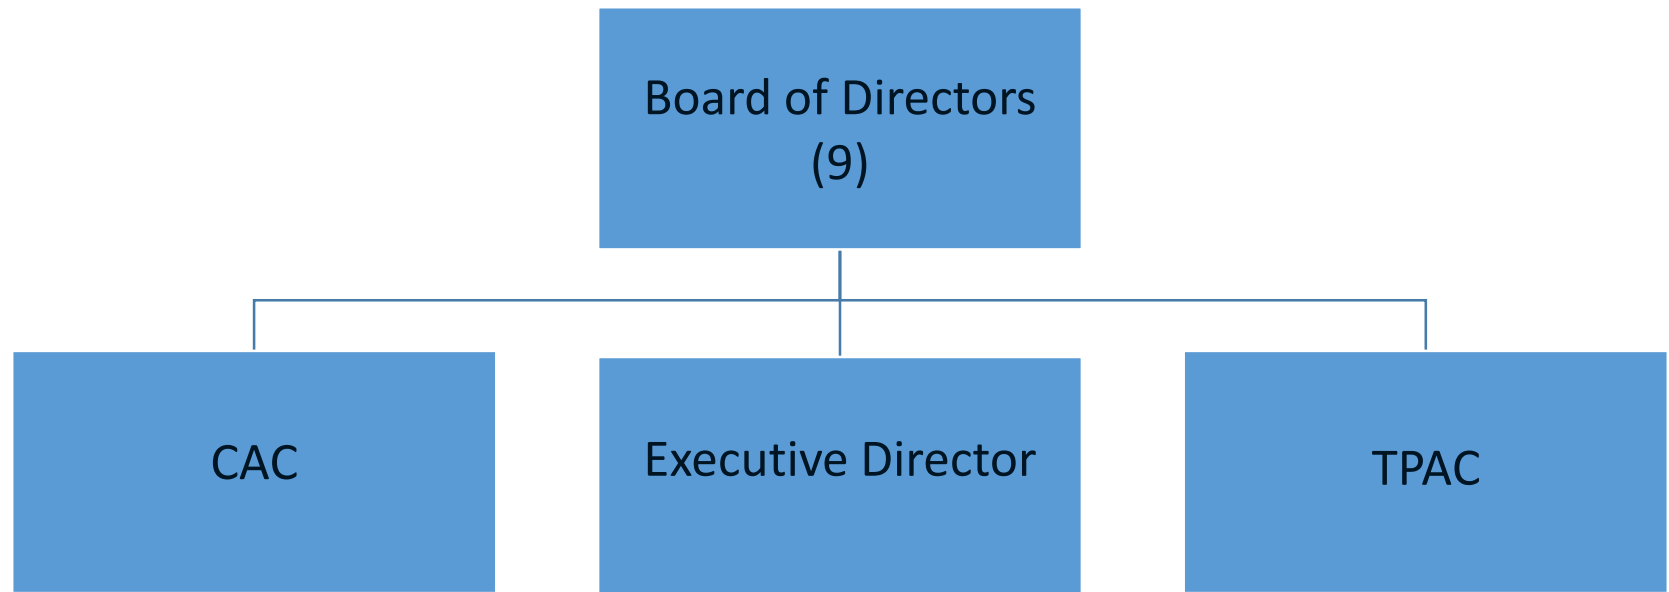 Board of Directors
(9)
CAC
Executive Director
TPAC